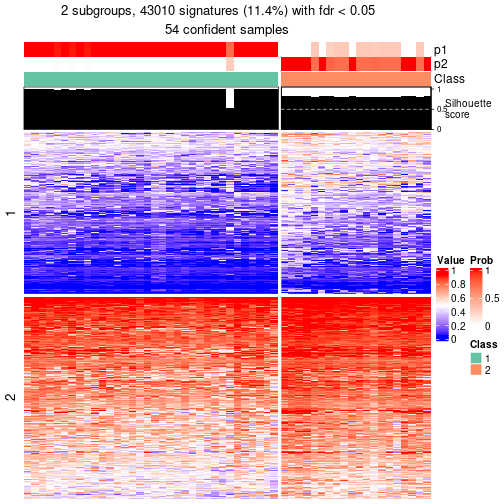 2 subgroups, 43010 signatures (11.4%) with fdr < 0.05
54 confident samples
p1
p2
Class
1
0.5
0
Silhouette
score
1
2
Value
1
0.8
0.6
0.4
0.2
0
Prob
1
0.5
0
Class
1
2